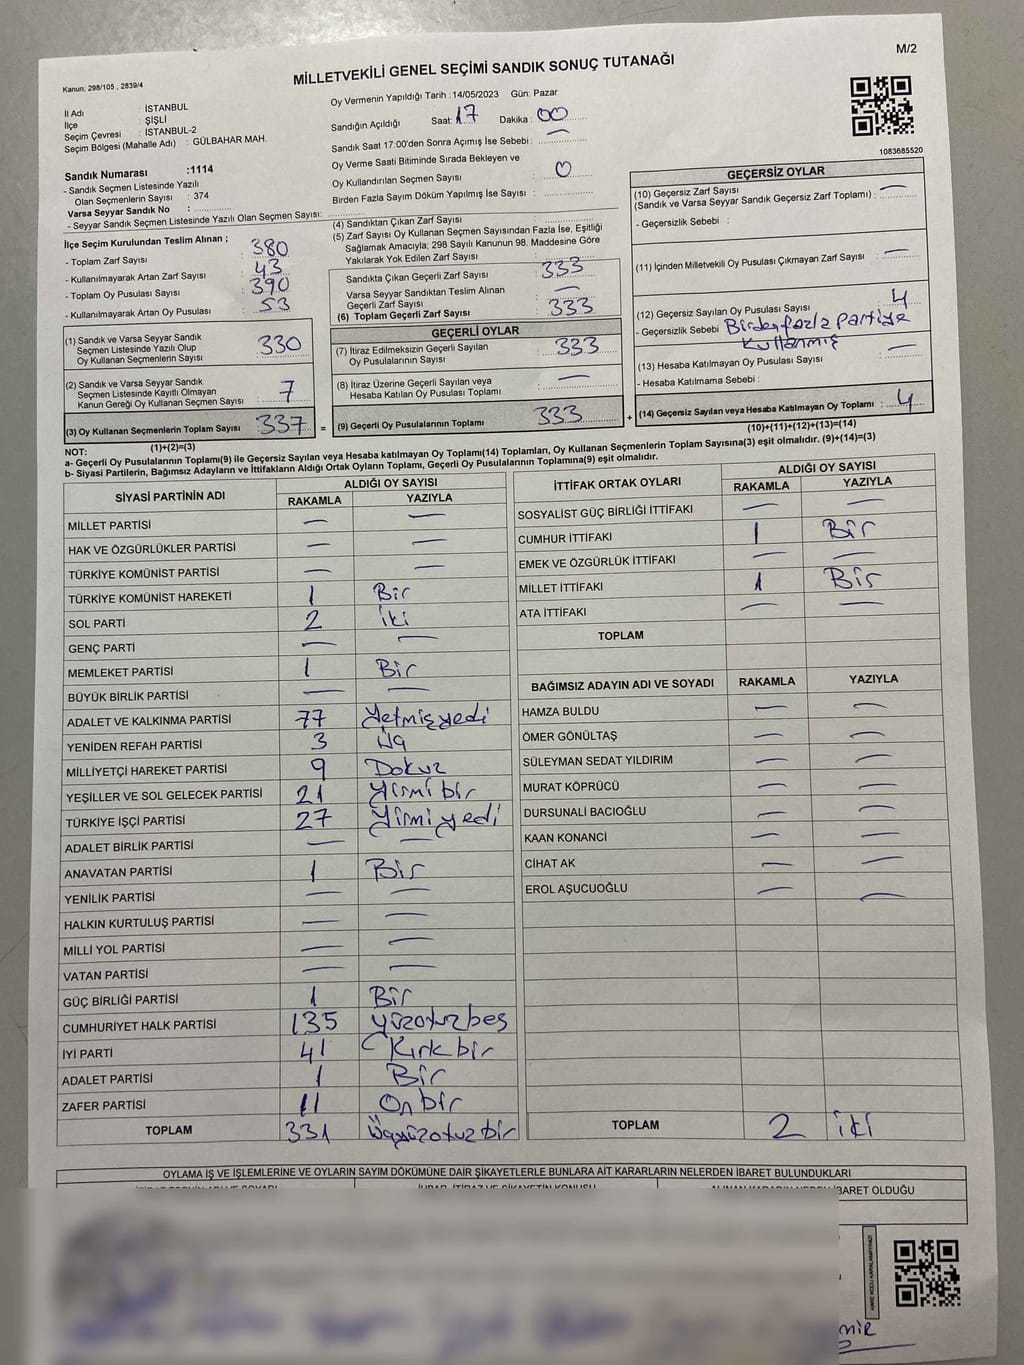 Kanun; 298/105 , 2839/4
MİLLETVEKİLİ GENEL SEÇİMİ SANDIK SONUÇ TUTANAĞI
M/2
İl Adı : İSTANBUL
İlçe : ŞİŞLİ
Seçim Çevresi : İSTANBUL-2
Seçim Bölgesi (Mahalle Adı) : GÜLBAHAR MAH.
Sandık Numarası :1114
- Sandık Seçmen Listesinde Yazılı
Olan Seçmenlerin Sayısı : 374
Varsa Seyyar Sandık No :
- Seyyar Sandık Seçmen Listesinde Yazılı Olan Seçmen Sayısı:
Oy Vermenin Yapıldığı Tarih :14/05/2023 Gün: Pazar
Sandığın Açıldığı Saat :17 Dakika : 00
Sandık Saat 17:00'den Sonra Açımış İse Sebebi : —
Oy Verme Saati Bitiminde Sırada Bekleyen ve
Oy Kullandırılan Seçmen Sayısı : 0
Birden Fazla Sayım Döküm Yapılmış İse Sayısı :
1083685520
İlçe Seçim Kurulundan Teslim Alınan ;
- Toplam Zarf Sayısı : 380
- Kullanılmayarak Artan Zarf Sayısı : 43
- Toplam Oy Pusulası Sayısı : 390
- Kullanılmayarak Artan Oy Pusulası : 53
(1) Sandık ve Varsa Seyyar Sandık
Seçmen Listesinde Yazılı Olup
Oy Kullanan Seçmenlerin Sayısı : 330
(2) Sandık ve Varsa Seyyar Sandık
Seçmen Listesinde Kayıtlı Olmayan
Kanun Gereği Oy Kullanan Seçmen Sayısı : 7
(3) Oy Kullanan Seçmenlerin Toplam Sayısı : 337
(1)+(2)=(3)
(4) Sandıktan Çıkan Zarf Sayısı :
(5) Zarf Sayısı Oy Kullanan Seçmen Sayısından Fazla İse, Eşitliği
Sağlamak Amacıyla; 298 Sayılı Kanunun 98. Maddesine Göre
Yakılarak Yok Edilen Zarf Sayısı :
Sandıkta Çıkan Geçerli Zarf Sayısı : 333
Varsa Seyyar Sandıktan Teslim Alınan
Geçerli Zarf Sayısı : —
(6) Toplam Geçerli Zarf Sayısı : 333
GEÇERLİ OYLAR
(7) İtiraz Edilmeksizin Geçerli Sayılan
Oy Pusulalarının Sayısı : 333
(8) İtiraz Üzerine Geçerli Sayılan veya
Hesaba Katılan Oy Pusulası Toplamı : —
= (9) Geçerli Oy Pusulalarının Toplamı : 333 +
GEÇERSİZ OYLAR
(10) Geçersiz Zarf Sayısı
(Sandık ve Varsa Seyyar Sandık Geçersiz Zarf Toplamı) : —
- Geçersizlik Sebebi :
(11) İçinden Milletvekili Oy Pusulası Çıkmayan Zarf Sayısı : —
(12) Geçersiz Sayılan Oy Pusulası Sayısı : 4
- Geçersizlik Sebebi Birden fazla partiye
kullanmış
(13) Hesaba Katılmayan Oy Pusulası Sayısı : —
- Hesaba Katılmama Sebebi :
(14) Geçersiz Sayılan veya Hesaba Katılmayan Oy Toplamı : 4
(10)+(11)+(12)+(13)=(14)
NOT:
a- Geçerli Oy Pusulalarının Toplamı(9) ile Geçersiz Sayılan veya Hesaba katılmayan Oy Toplamı(14) Toplamları, Oy Kullanan Seçmenlerin Toplam Sayısına(3) eşit olmalıdır. (9)+(14)=(3)
b- Siyasi Partilerin, Bağımsız Adayların ve İttifakların Aldığı Ortak Oyların Toplamı, Geçerli Oy Pusulalarının Toplamına(9) eşit olmalıdır.
SİYASİ PARTİNİN ADI ALDIĞI OY SAYISI
RAKAMLA YAZIYLA
MİLLET PARTİSİ — —
HAK VE ÖZGÜRLÜKLER PARTİSİ — —
TÜRKİYE KOMÜNİST PARTİSİ — —
TÜRKİYE KOMÜNİST HAREKETİ 1 Bir
SOL PARTİ 2 iki
GENÇ PARTİ — —
MEMLEKET PARTİSİ 1 Bir
BÜYÜK BİRLİK PARTİSİ — —
ADALET VE KALKINMA PARTİSİ 77 Yetmişyedi
YENİDEN REFAH PARTİSİ 3 Üç
MİLLİYETÇİ HAREKET PARTİSİ 9 Dokuz
YEŞİLLER VE SOL GELECEK PARTİSİ 21 Yirmi bir
TÜRKİYE İŞÇİ PARTİSİ 27 Yirmi yedi
ADALET BİRLİK PARTİSİ — —
ANAVATAN PARTİSİ 1 Bir
YENİLİK PARTİSİ — —
HALKIN KURTULUŞ PARTİSİ — —
MİLLİ YOL PARTİSİ — —
VATAN PARTİSİ — —
GÜÇ BİRLİĞİ PARTİSİ 1 Bir
CUMHURİYET HALK PARTİSİ 135 yüzotuzbeş
İYİ PARTİ 41 Kırk bir
ADALET PARTİSİ 1 Bir
ZAFER PARTİSİ 11 On bir
TOPLAM 331 Üçyüzotuzbir
İTTİFAK ORTAK OYLARI ALDIĞI OY SAYISI
RAKAMLA YAZIYLA
SOSYALİST GÜÇ BİRLİĞİ İTTİFAKI — —
CUMHUR İTTİFAKI 1 Bir
EMEK VE ÖZGÜRLÜK İTTİFAKI — —
MİLLET İTTİFAKI 1 Bir
ATA İTTİFAKI — —
TOPLAM
BAĞIMSIZ ADAYIN ADI VE SOYADI RAKAMLA YAZIYLA
HAMZA BULDU — —
ÖMER GÖNÜLTAŞ — —
SÜLEYMAN SEDAT YILDIRIM — —
MURAT KÖPRÜCÜ — —
DURSUNALİ BACIOĞLU — —
KAAN KONANCİ — —
CİHAT AK — —
EROL AŞUCUOĞLU — —
TOPLAM 2 iki
OYLAMA İŞ VE İŞLEMLERİNE VE OYLARIN SAYIM DÖKÜMÜNE DAİR ŞİKAYETLERLE BUNLARA AİT KARARLARIN NELERDEN İBARET BULUNDUKLARI
İBARET OLDUĞU